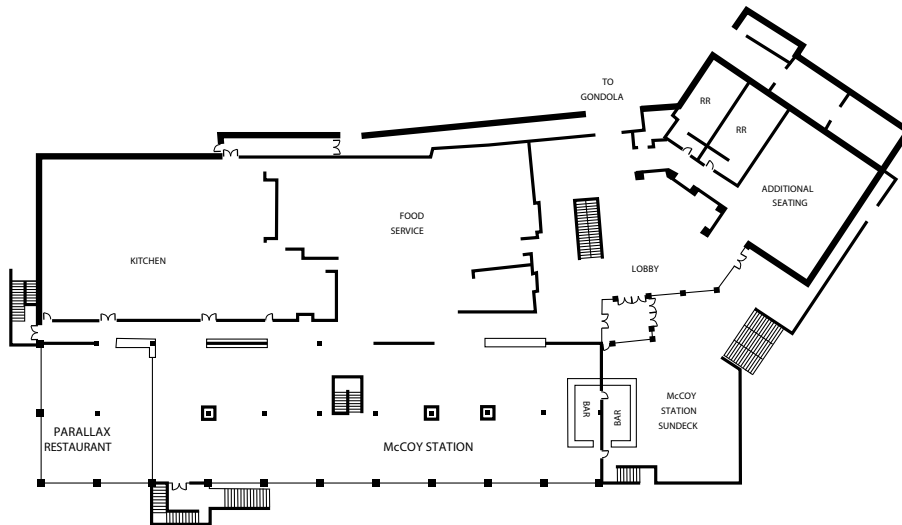 TO
GONDOLA
RR
RR
ADDITIONAL
SEATING
FOOD
SERVICE
KITCHEN
LOBBY
McCOY
STATION
SUNDECK
BAR
BAR
PARALLAX
RESTAURANT
McCOY STATION